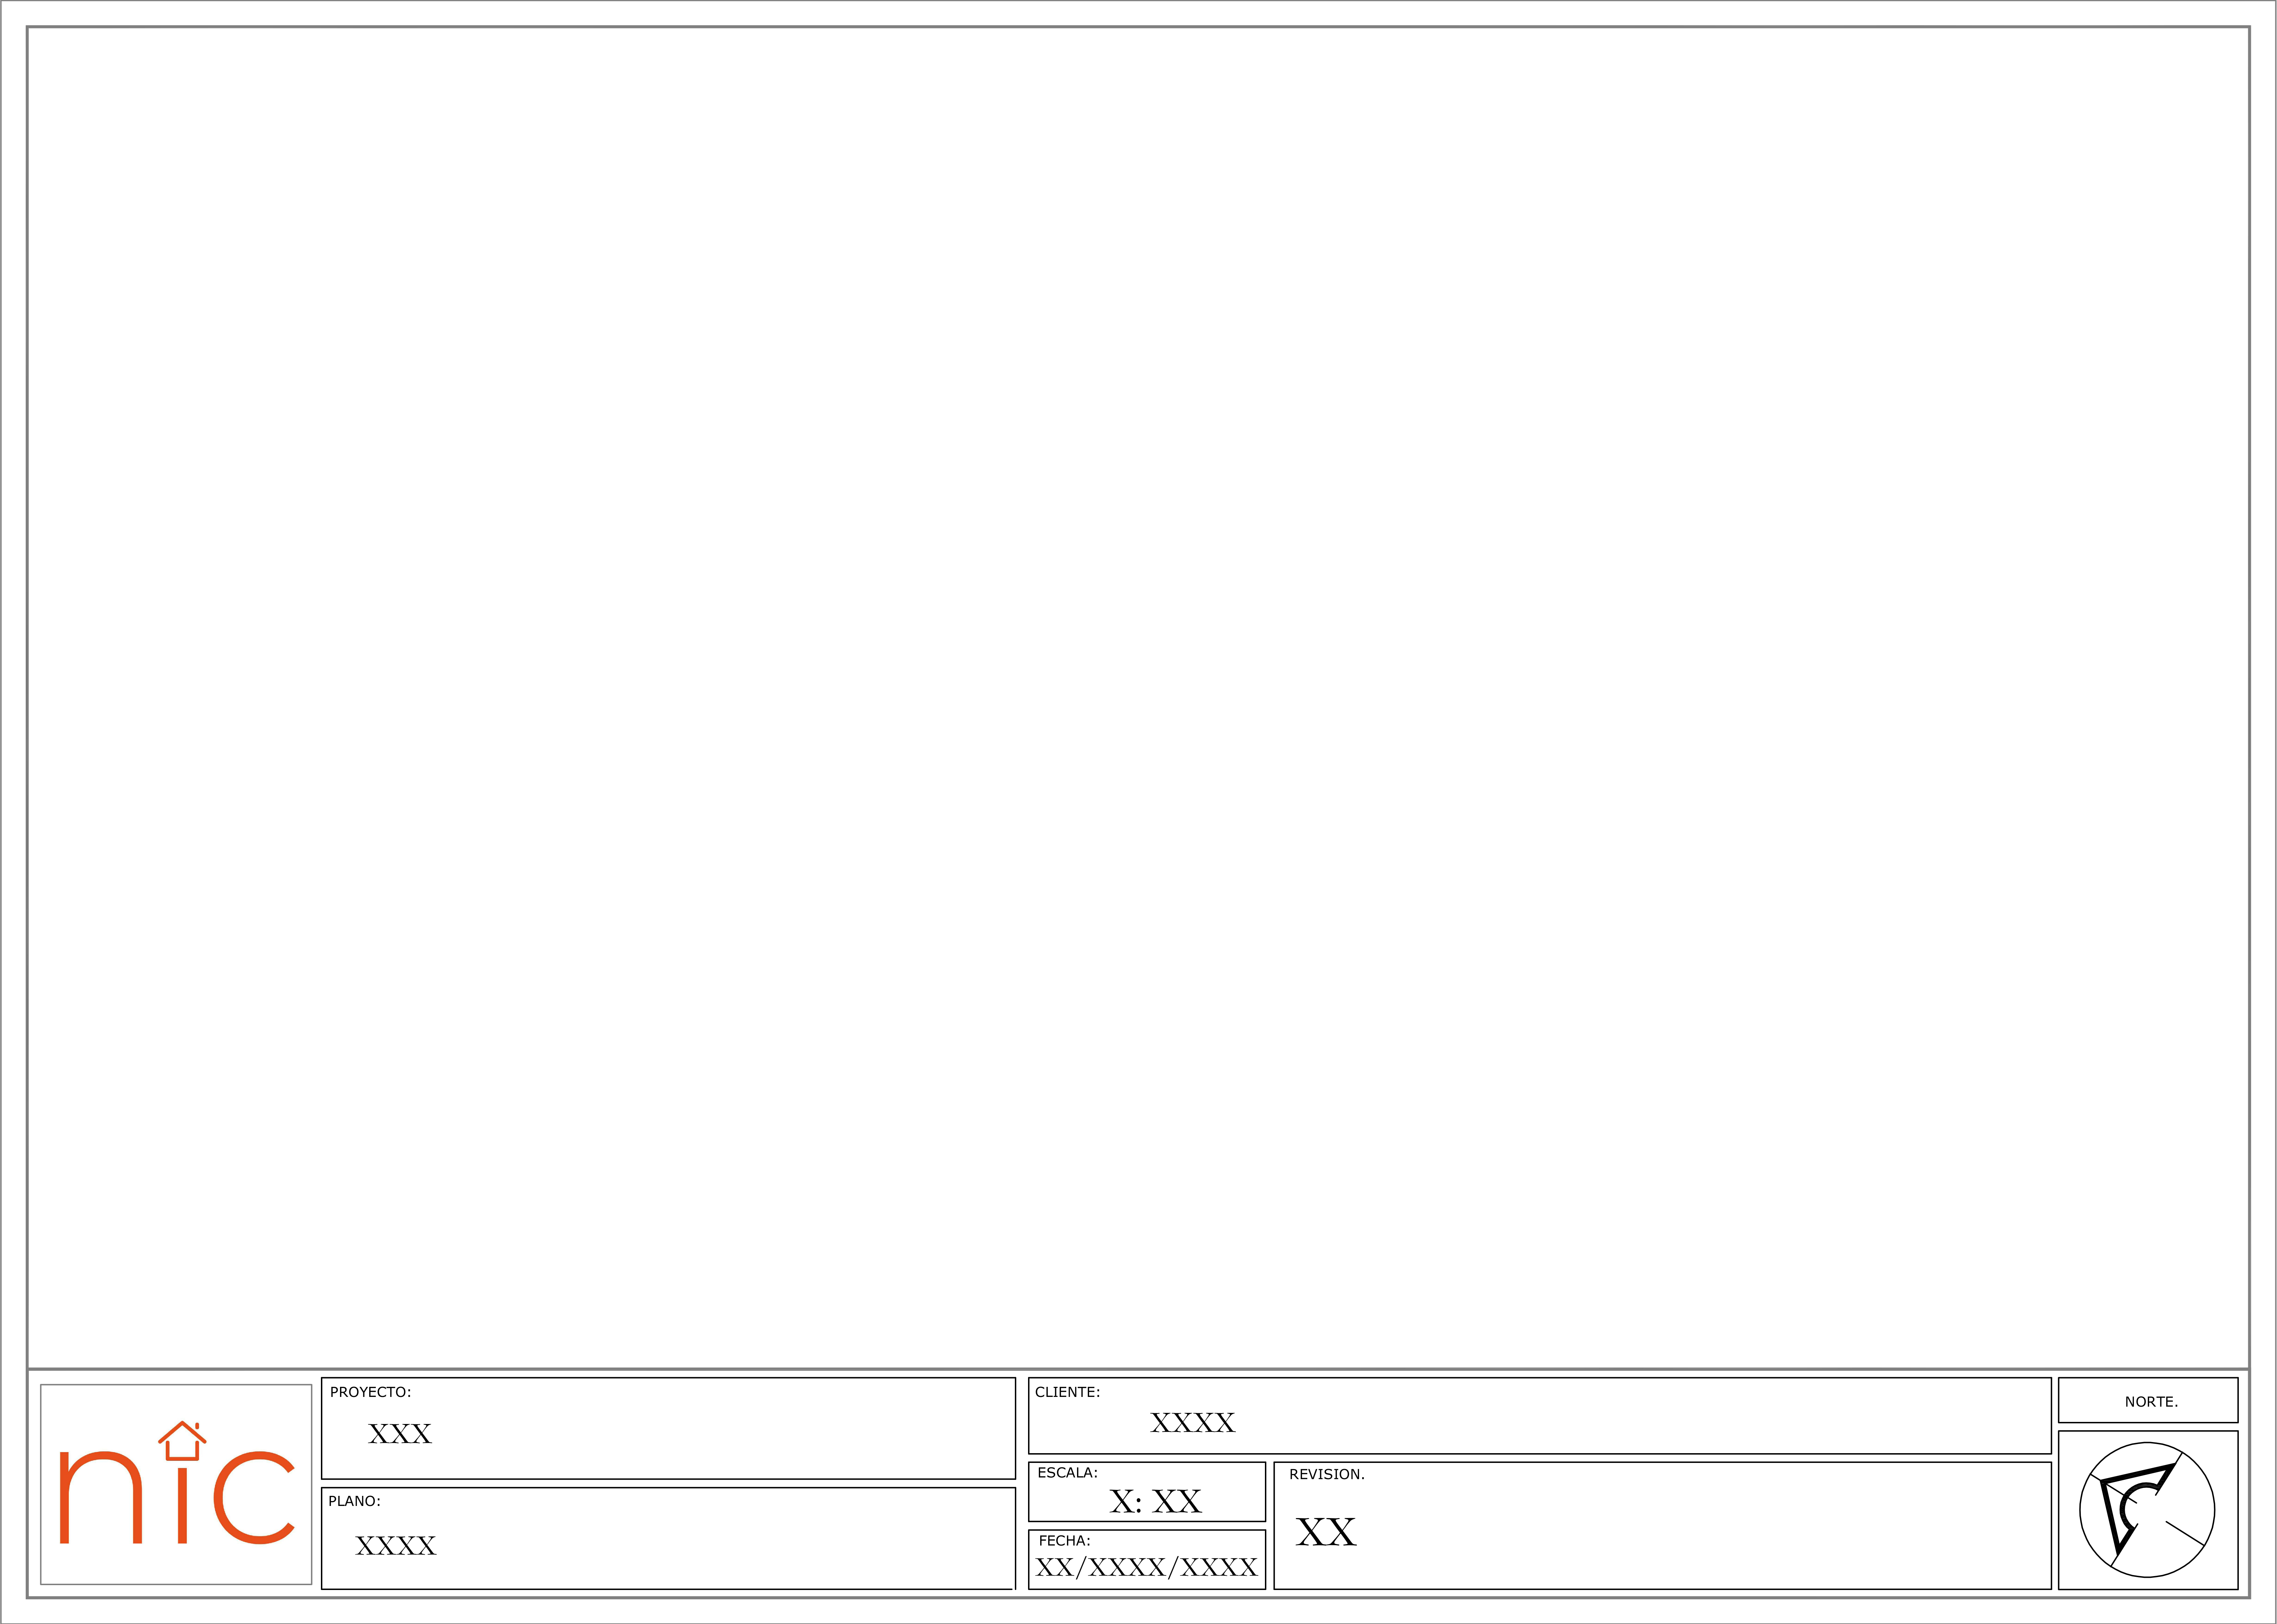 nic
PROYECTO:
XXX
PLANO:
XXXX
CLIENTE:
XXXX
ESCALA:
X: XX
FECHA:
XX/XXXX/XXXX
REVISION.
XX
NORTE.